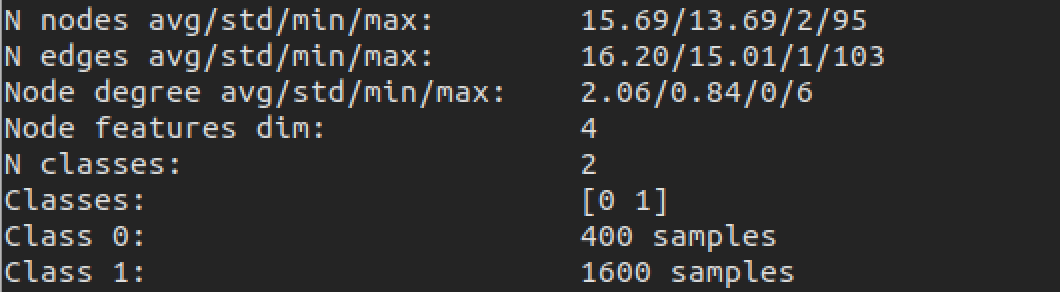 N nodes avg/std/min/max: 15.69/13.69/2/95
N edges avg/std/min/max: 16.20/15.01/1/103
Node degree avg/std/min/max: 2.06/0.84/0/6
Node features dim: 4
N classes: 2
Classes: [0 1]
Class 0: 400 samples
Class 1: 1600 samples